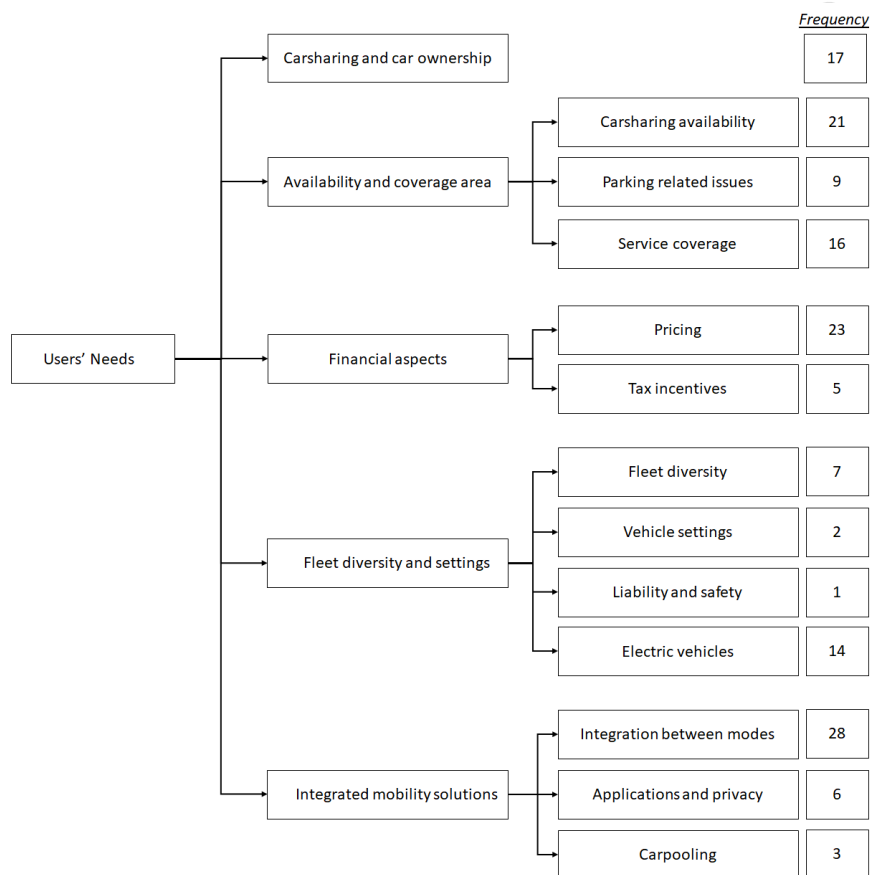 Frequency
Carsharing and car ownership 17
Carsharing availability 21
Availability and coverage area Parking related issues 9
Service coverage 16
Pricing 23
Users’ Needs Financial aspects
Tax incentives 5
Fleet diversity 7
Vehicle settings 2
Fleet diversity and settings
Liability and safety 1
Electric vehicles 14
Integration between modes 28
Integrated mobility solutions Applications and privacy 6
Carpooling 3